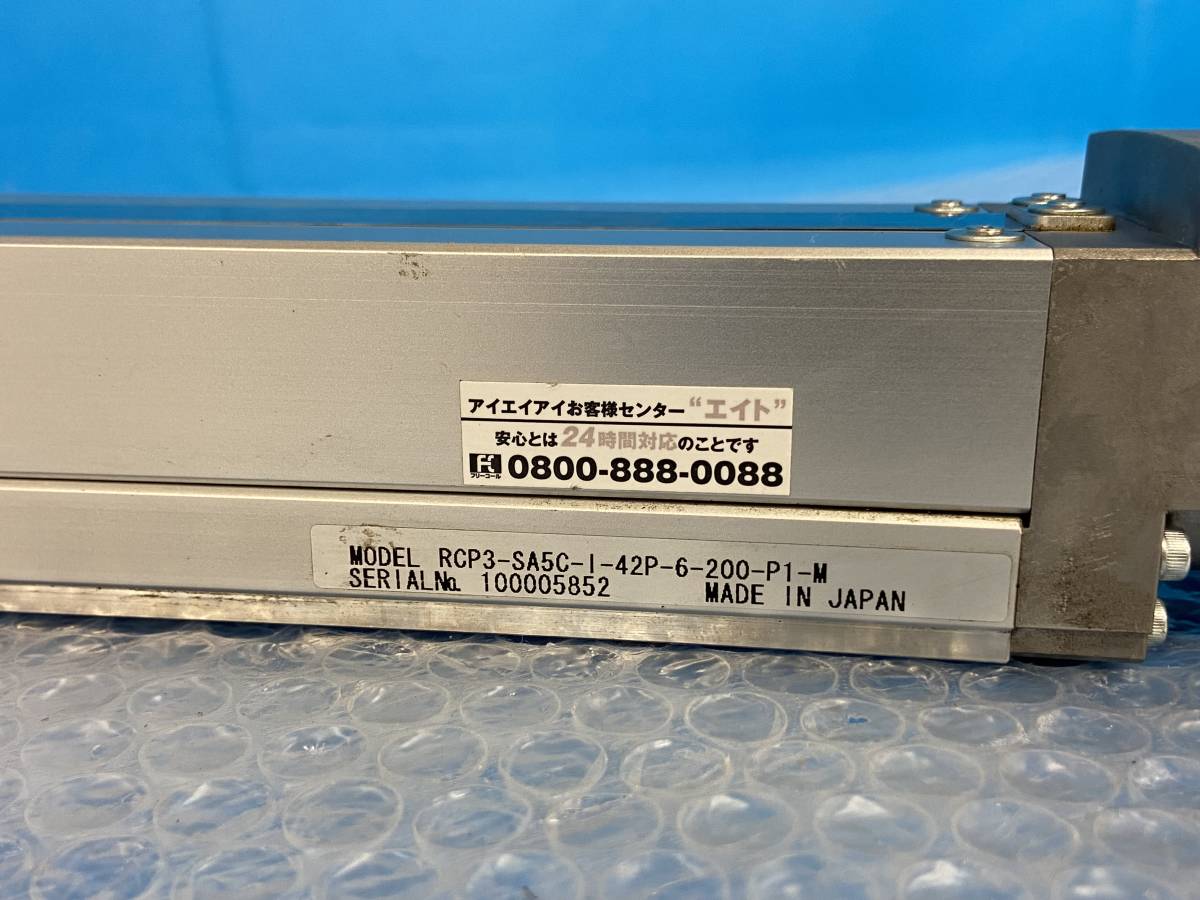 アイエイアイお客様センター“エイト”
安心とは24時間対応のことです
フリーコール 0800-888-0088
MODEL RCP3-SA5C-I-42P-6-200-P1-M
SERIAL№ 100005852 MADE IN JAPAN